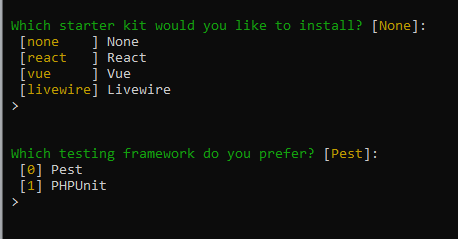 Which starter kit would you like to install? [None]:
[none    ] None
[react   ] React
[vue     ] Vue
[livewire] Livewire
>
Which testing framework do you prefer? [Pest]:
[0] Pest
[1] PHPUnit
>